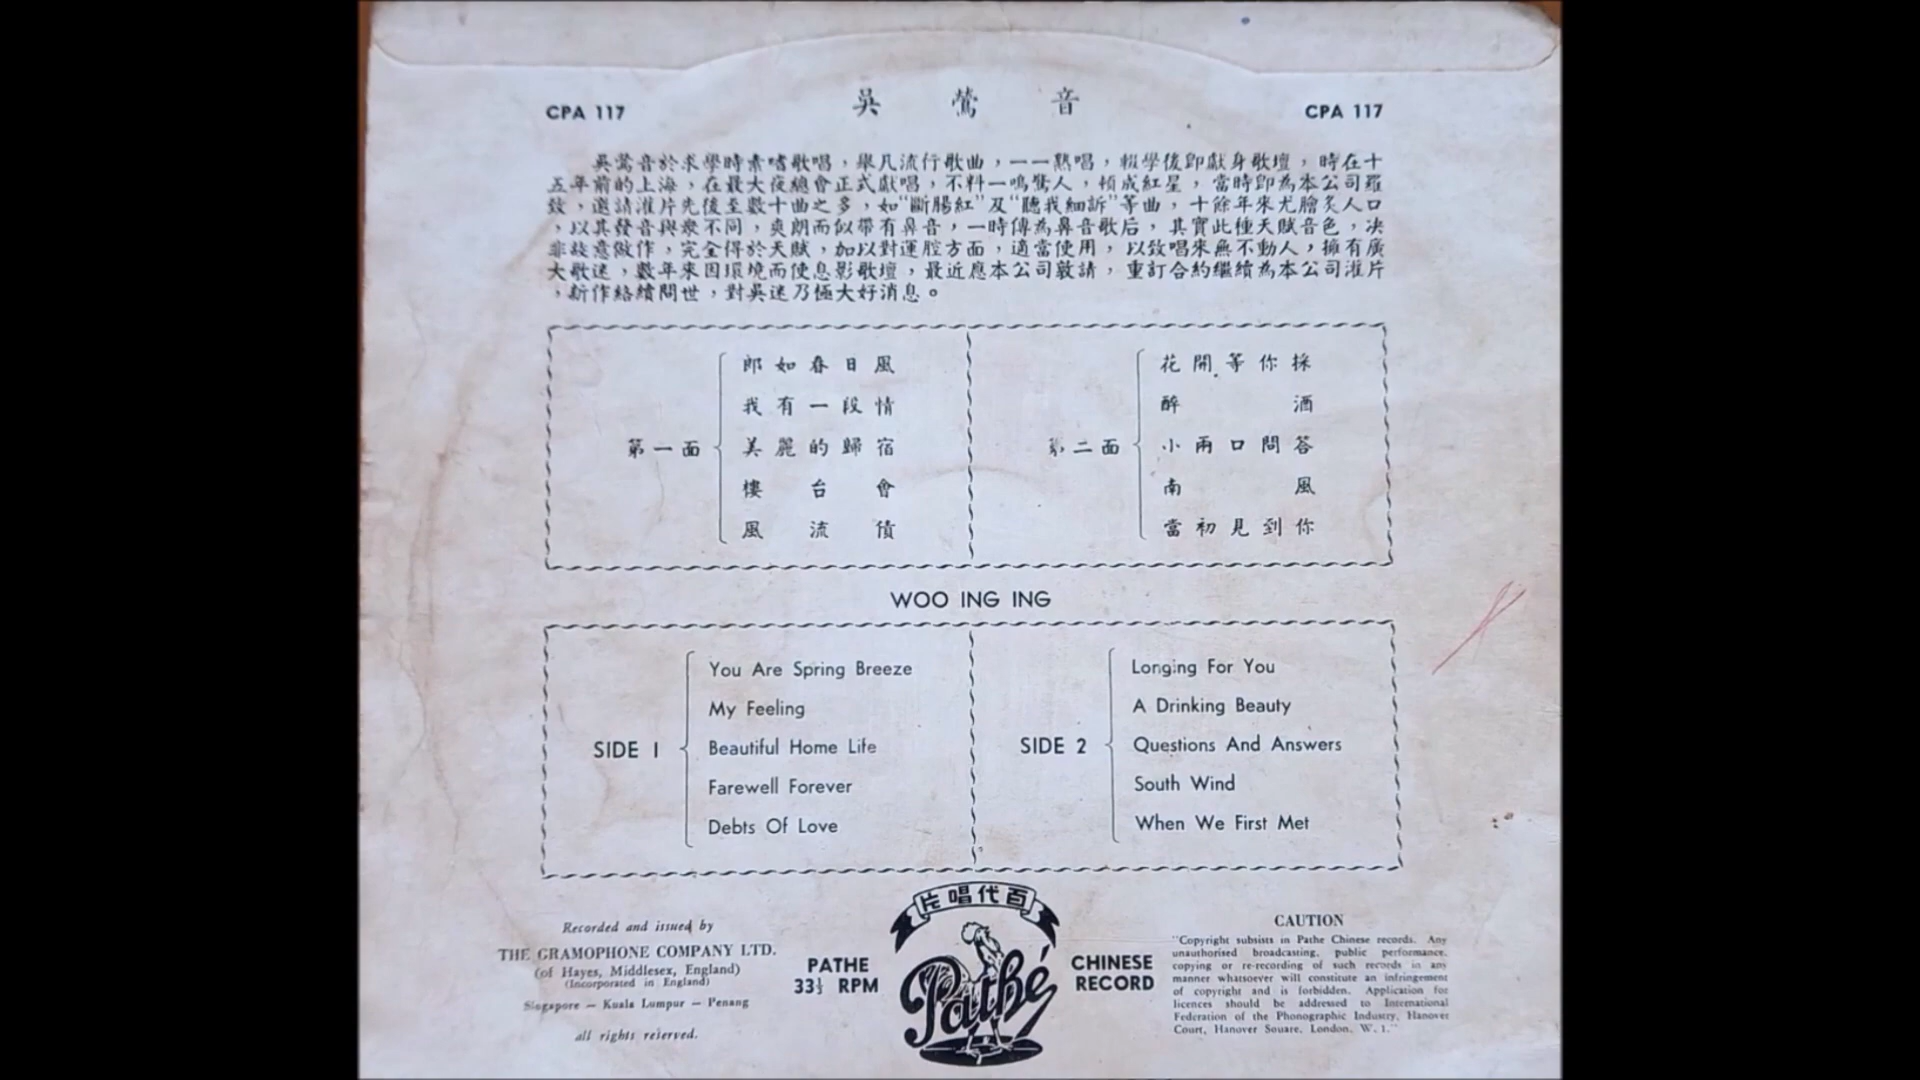 CPA 117
吳鶯音
CPA 117
吳鶯音於求學時素嗜歌唱，舉凡流行歌曲，一一熟唱，輟學後即獻身歌壇，時在十
五年前的上海，在最大夜總會正式獻唱，不料一鳴驚人，頓成紅星，當時即為本公司羅
致，邀請灌片先後至數十曲之多，如“斷腸紅”及“聽我細訴”等曲，十餘年來尤膾炙人口
，以其發音與衆不同，爽朗而似帶有鼻音，一時傳為鼻音歌后，其實此種天賦音色，决
非故意做作，完全得於天賦，加以對運腔方面，適當使用，以致唱來無不動人，擁有廣
大歌迷，數年來因環境而使息影歌壇，最近應本公司敦請，重訂合約繼續為本公司灌片
，新作絡續問世，對吳迷乃極大好消息。
第一面
郎如春日風
我有一段情
美麗的歸宿
樓台會
風流債
第二面
花開等你採
醉酒
小兩口問答
南風
當初見到你
WOO ING ING
SIDE 1
You Are Spring Breeze
My Feeling
Beautiful Home Life
Farewell Forever
Debts Of Love
SIDE 2
Longing For You
A Drinking Beauty
Questions And Answers
South Wind
When We First Met
Recorded and issued by
THE GRAMOPHONE COMPANY LTD.
(of Hayes, Middlesex, England)
(Incorporated in England)
Singapore — Kuala Lumpur — Penang
all rights reserved.
PATHE
33⅓ RPM
片唱代百
Pathé
CHINESE
RECORD
CAUTION
"Copyright subsists in Pathe Chinese records. Any
unauthorised broadcasting, public performance,
copying or re-recording of such records in any
manner whatsoever will constitute an infringement
of copyright and is forbidden. Application for
licences should be addressed to International
Federation of the Phonographic Industry, Hanover
Court, Hanover Square, London, W. 1."